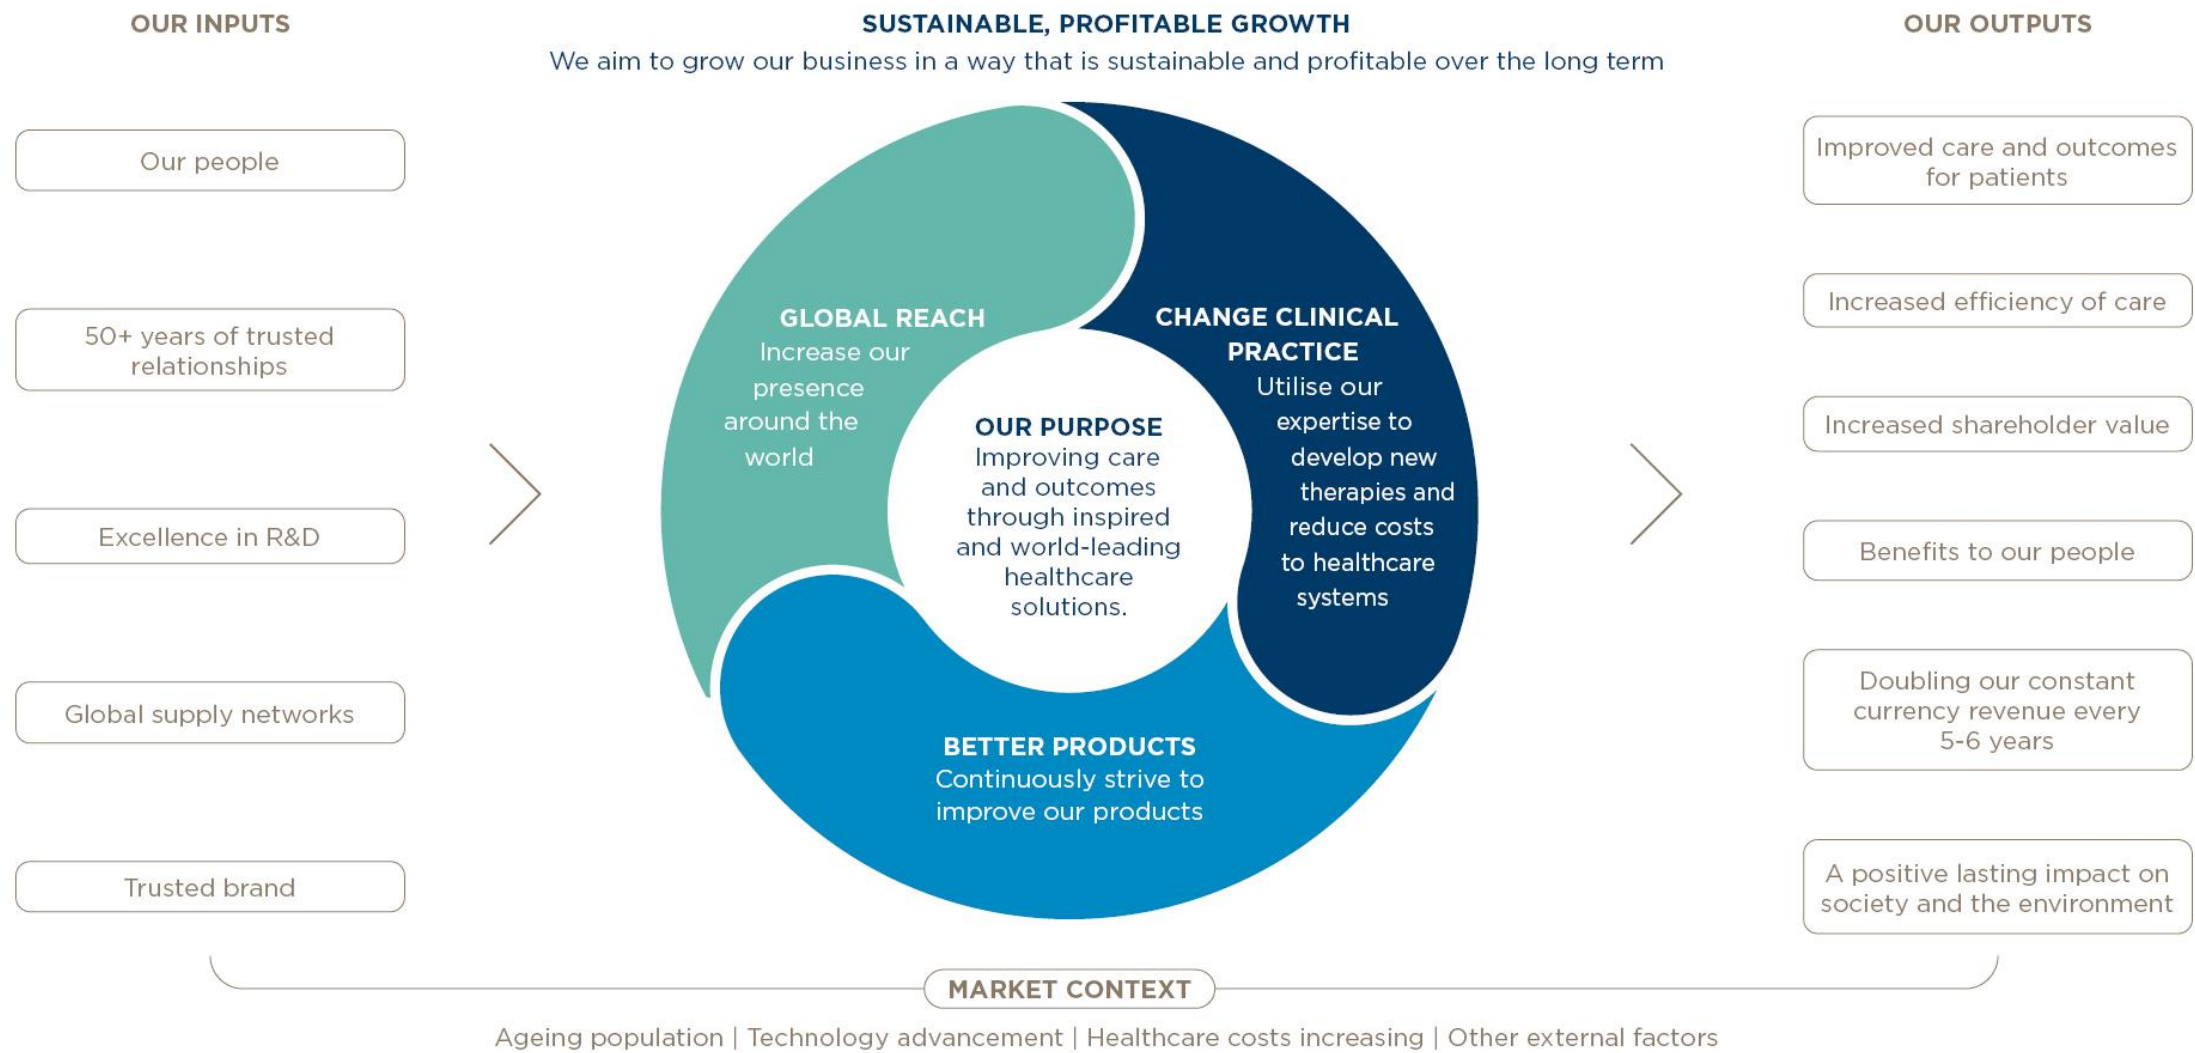 OUR INPUTS
Our people
50+ years of trusted
relationships
Excellence in R&D
Global supply networks
Trusted brand
SUSTAINABLE, PROFITABLE GROWTH
We aim to grow our business in a way that is sustainable and profitable over the long term
GLOBAL REACH
Increase our
presence
around the
world
CHANGE CLINICAL
PRACTICE
Utilise our
expertise to
develop new
therapies and
reduce costs
to healthcare
systems
OUR PURPOSE
Improving care
and outcomes
through inspired
and world-leading
healthcare
solutions.
BETTER PRODUCTS
Continuously strive to
improve our products
OUR OUTPUTS
Improved care and outcomes
for patients
Increased efficiency of care
Increased shareholder value
Benefits to our people
Doubling our constant
currency revenue every
5-6 years
A positive lasting impact on
society and the environment
MARKET CONTEXT
Ageing population | Technology advancement | Healthcare costs increasing | Other external factors